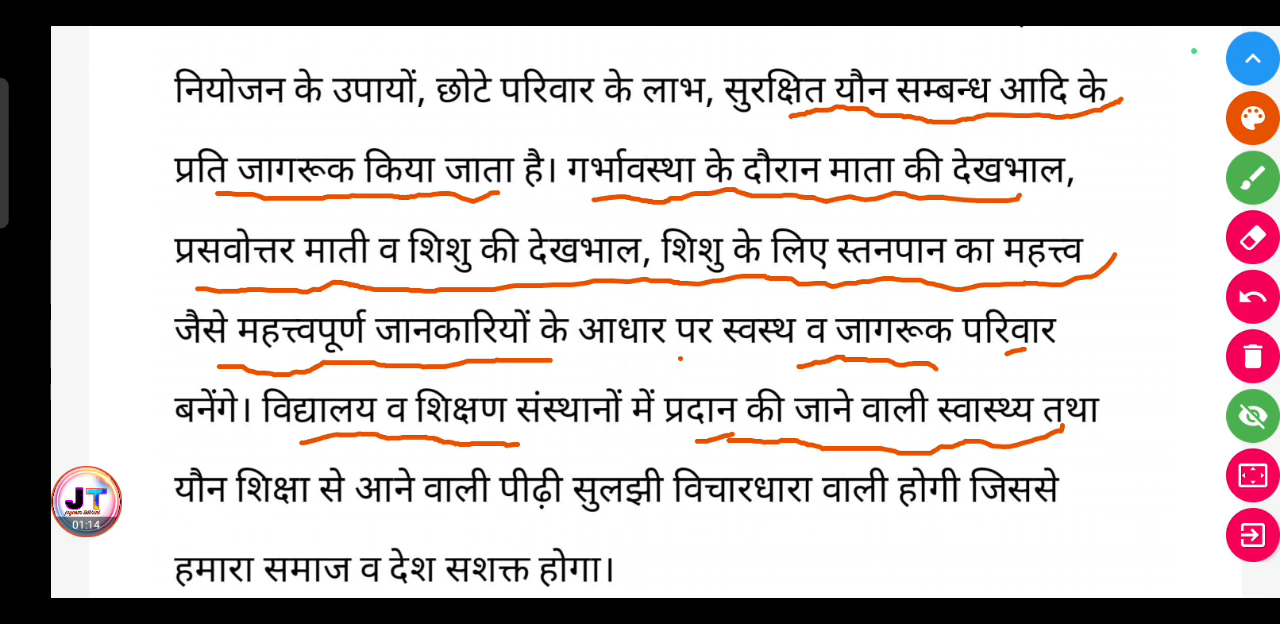 नियोजन के उपायों, छोटे परिवार के लाभ, सुरक्षित यौन सम्बन्ध आदि के
प्रति जागरूक किया जाता है। गर्भावस्था के दौरान माता की देखभाल,
प्रसवोत्तर माती व शिशु की देखभाल, शिशु के लिए स्तनपान का महत्त्व
जैसे महत्त्वपूर्ण जानकारियों के आधार पर स्वस्थ व जागरूक परिवार
बनेंगे। विद्यालय व शिक्षण संस्थानों में प्रदान की जाने वाली स्वास्थ्य तथा
यौन शिक्षा से आने वाली पीढ़ी सुलझी विचारधारा वाली होगी जिससे
हमारा समाज व देश सशक्त होगा।
JT
01:14